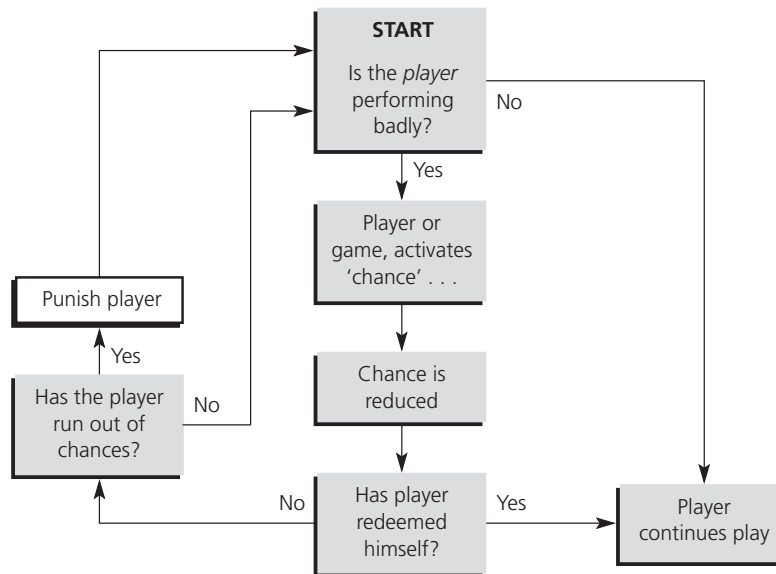 START
Is the player
performing
badly?
No
Yes
Player or
game, activates
‘chance’ . . .
Punish player
Yes
Chance is
reduced
Has the player
run out of
chances?
No
No
Has player
redeemed
himself?
Yes
Player
continues play